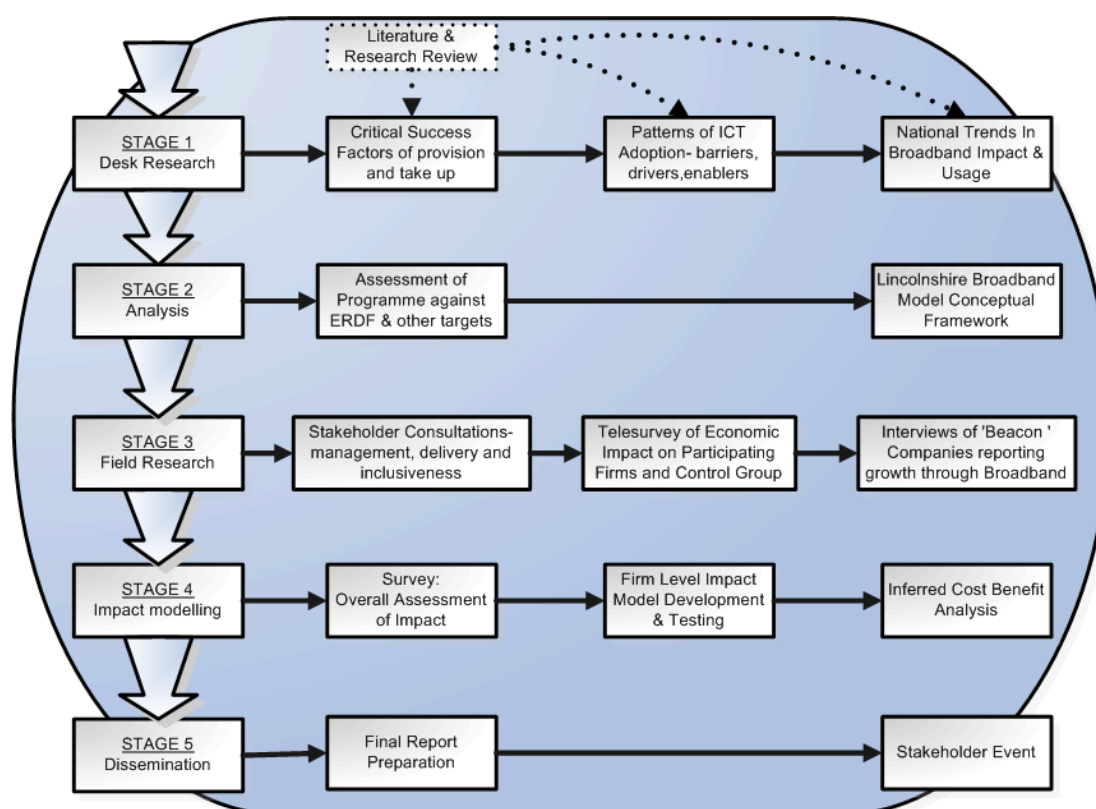 Literature &
Research Review
STAGE 1
Desk Research
Critical Success
Factors of provision
and take up
Patterns of ICT
Adoption- barriers,
drivers,enablers
National Trends In
Broadband Impact &
Usage
STAGE 2
Analysis
Assessment of
Programme against
ERDF & other targets
Lincolnshire Broadband
Model Conceptual
Framework
STAGE 3
Field Research
Stakeholder Consultations-
management, delivery and
inclusiveness
Telesurvey of Economic
Impact on Participating
Firms and Control Group
Interviews of 'Beacon '
Companies reporting
growth through Broadband
STAGE 4
Impact modelling
Survey:
Overall Assessment
of Impact
Firm Level Impact
Model Development
& Testing
Inferred Cost Benefit
Analysis
STAGE 5
Dissemination
Final Report
Preparation
Stakeholder Event